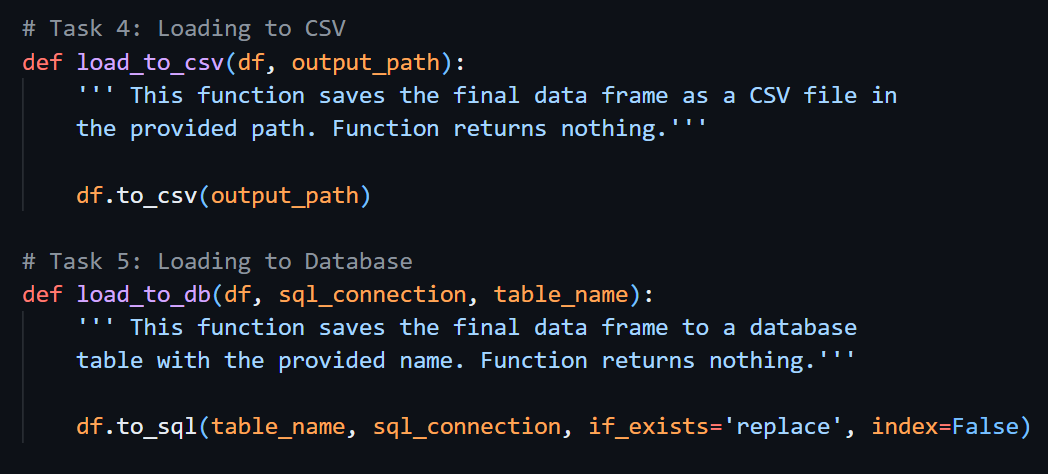 # Task 4: Loading to CSV
def load_to_csv(df, output_path):
    ''' This function saves the final data frame as a CSV file in
    the provided path. Function returns nothing.'''
    df.to_csv(output_path)
# Task 5: Loading to Database
def load_to_db(df, sql_connection, table_name):
    ''' This function saves the final data frame to a database
    table with the provided name. Function returns nothing.'''
    df.to_sql(table_name, sql_connection, if_exists='replace', index=False)